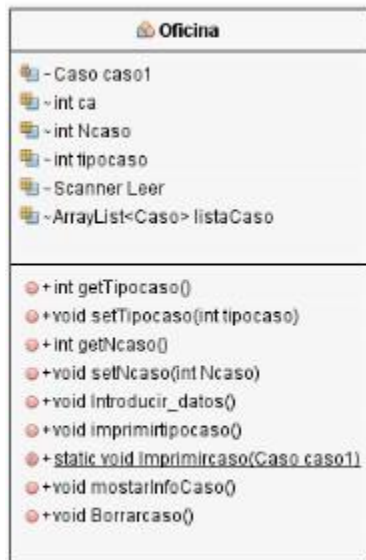 Oficina
~ Caso caso1
~ int ca
~ int Ncaso
~ int tipocaso
~ Scanner Leer
~ArrayList<Caso> listaCaso
+ int getTipocaso()
+void setTipocaso(int tipocaso)
+ int getNcaso()
+void setNcaso(int Ncaso)
+void Introducir_datos()
+void imprimirtipocaso()
+ static void Imprimircaso(Caso caso1)
+void mostarInfoCaso()
+void Borrarcaso()